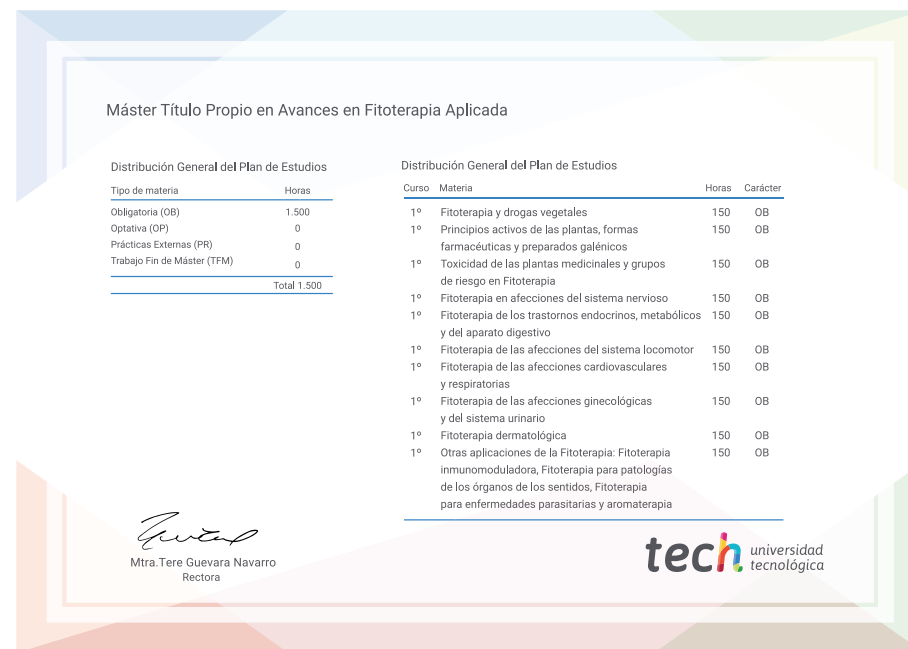 Máster Título Propio en Avances en Fitoterapia Aplicada
Distribución General del Plan de Estudios
Tipo de materia Horas
Obligatoria (OB) 1.500
Optativa (OP) 0
Prácticas Externas (PR) 0
Trabajo Fin de Máster (TFM) 0
Total 1.500
Distribución General del Plan de Estudios
Curso Materia Horas Carácter
1º Fitoterapia y drogas vegetales 150 OB
1º Principios activos de las plantas, formas 150 OB
farmacéuticas y preparados galénicos
1º Toxicidad de las plantas medicinales y grupos 150 OB
de riesgo en Fitoterapia
1º Fitoterapia en afecciones del sistema nervioso 150 OB
1º Fitoterapia de los trastornos endocrinos, metabólicos 150 OB
y del aparato digestivo
1º Fitoterapia de las afecciones del sistema locomotor 150 OB
1º Fitoterapia de las afecciones cardiovasculares 150 OB
y respiratorias
1º Fitoterapia de las afecciones ginecológicas 150 OB
y del sistema urinario
1º Fitoterapia dermatológica 150 OB
1º Otras aplicaciones de la Fitoterapia: Fitoterapia 150 OB
inmunomoduladora, Fitoterapia para patologías
de los órganos de los sentidos, Fitoterapia
para enfermedades parasitarias y aromaterapia
Mtra.Tere Guevara Navarro
Rectora
tech universidad
tecnológica